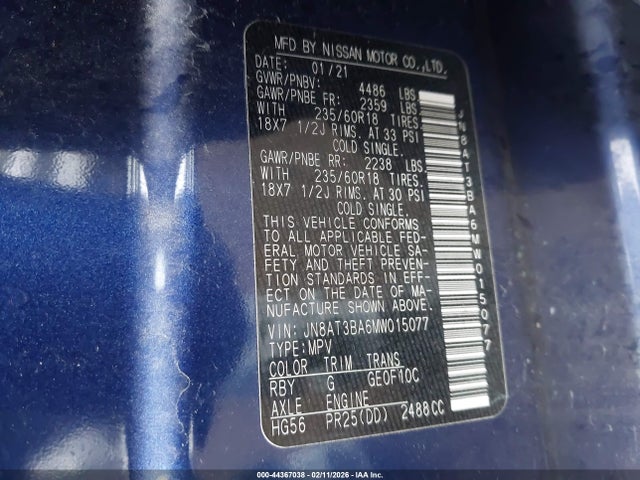 MFD BY NISSAN MOTOR CO.,LTD.
DATE: 01/21
GVWR/PNBV: 4486 LBS
GAWR/PNBE FR: 2359 LBS
WITH 235/60R18 TIRES,
18X7 1/2J RIMS, AT 33 PSI
COLD SINGLE.
GAWR/PNBE RR: 2238 LBS
WITH 235/60R18 TIRES,
18X7 1/2J RIMS, AT 30 PSI
COLD SINGLE.
THIS VEHICLE CONFORMS
TO ALL APPLICABLE FED-
ERAL MOTOR VEHICLE SA-
FETY AND THEFT PREVEN-
TION STANDARDS IN EFF-
ECT ON THE DATE OF MA-
NUFACTURE SHOWN ABOVE.
VIN: JN8AT3BA6MW015077
TYPE:MPV
COLOR TRIM TRANS
RBY G GE0F10C
AXLE ENGINE
HG56 PR25(DD) 2488CC
JN8AT3BA6MW015077
000-44367038 - 02/11/2026 - ACCESS